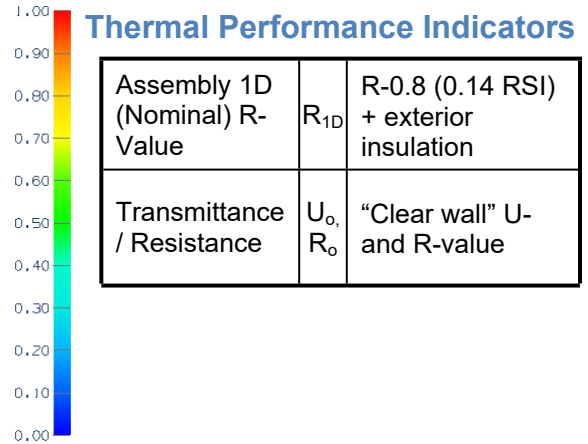 1.00
0.90
0.80
0.70
0.60
0.50
0.40
0.30
0.20
0.10
0.00
Thermal Performance Indicators
Assembly 1D
(Nominal) R-
Value
R1D
R-0.8 (0.14 RSI)
+ exterior
insulation
Transmittance
/ Resistance
Uo,
Ro
“Clear wall” U-
and R-value